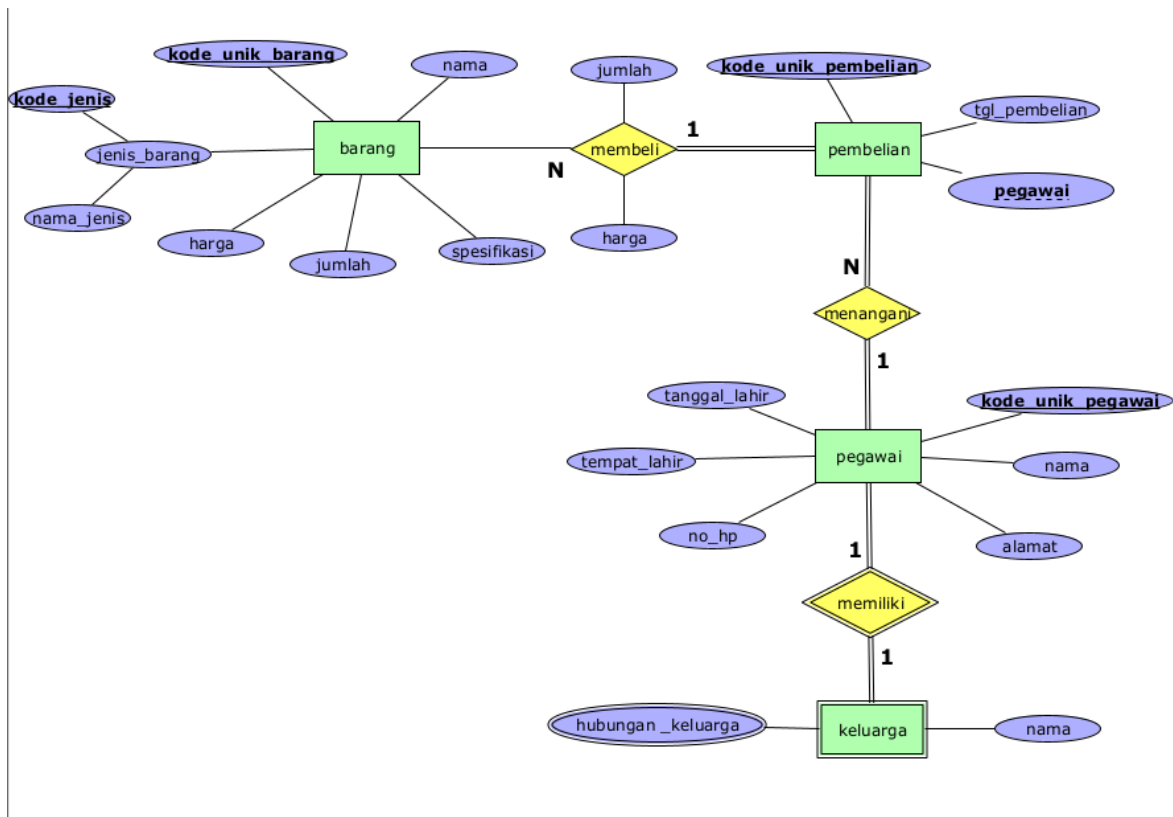 kode_unik_barang
nama
jumlah
kode_unik_pembelian
kode_jenis
tgl_pembelian
jenis_barang
barang
membeli
1
pembelian
N
pegawai
nama_jenis
harga
jumlah
spesifikasi
harga
N
menangani
1
tanggal_lahir
kode_unik_pegawai
tempat_lahir
pegawai
nama
no_hp
alamat
1
memiliki
1
hubungan _keluarga
keluarga
nama